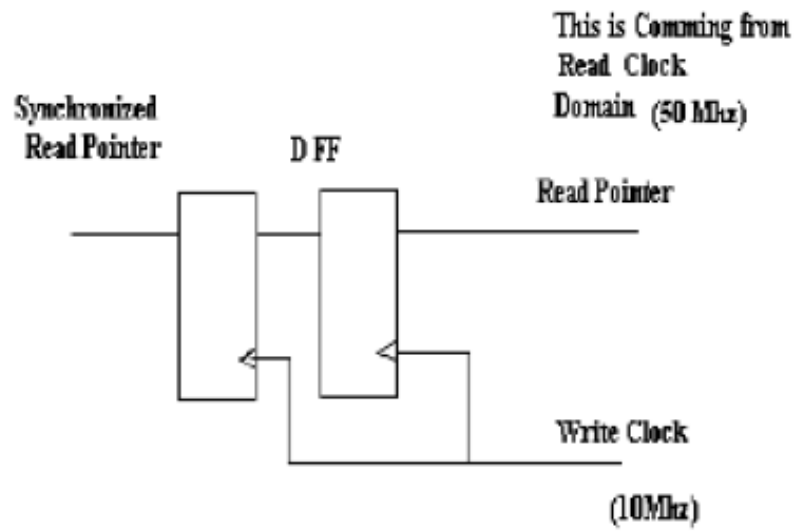 This is Comming from
Read Clock
Domain (50 Mhz)
Synchronized
Read Pointer
D FF
Read Pointer
Write Clock
(10Mhz)